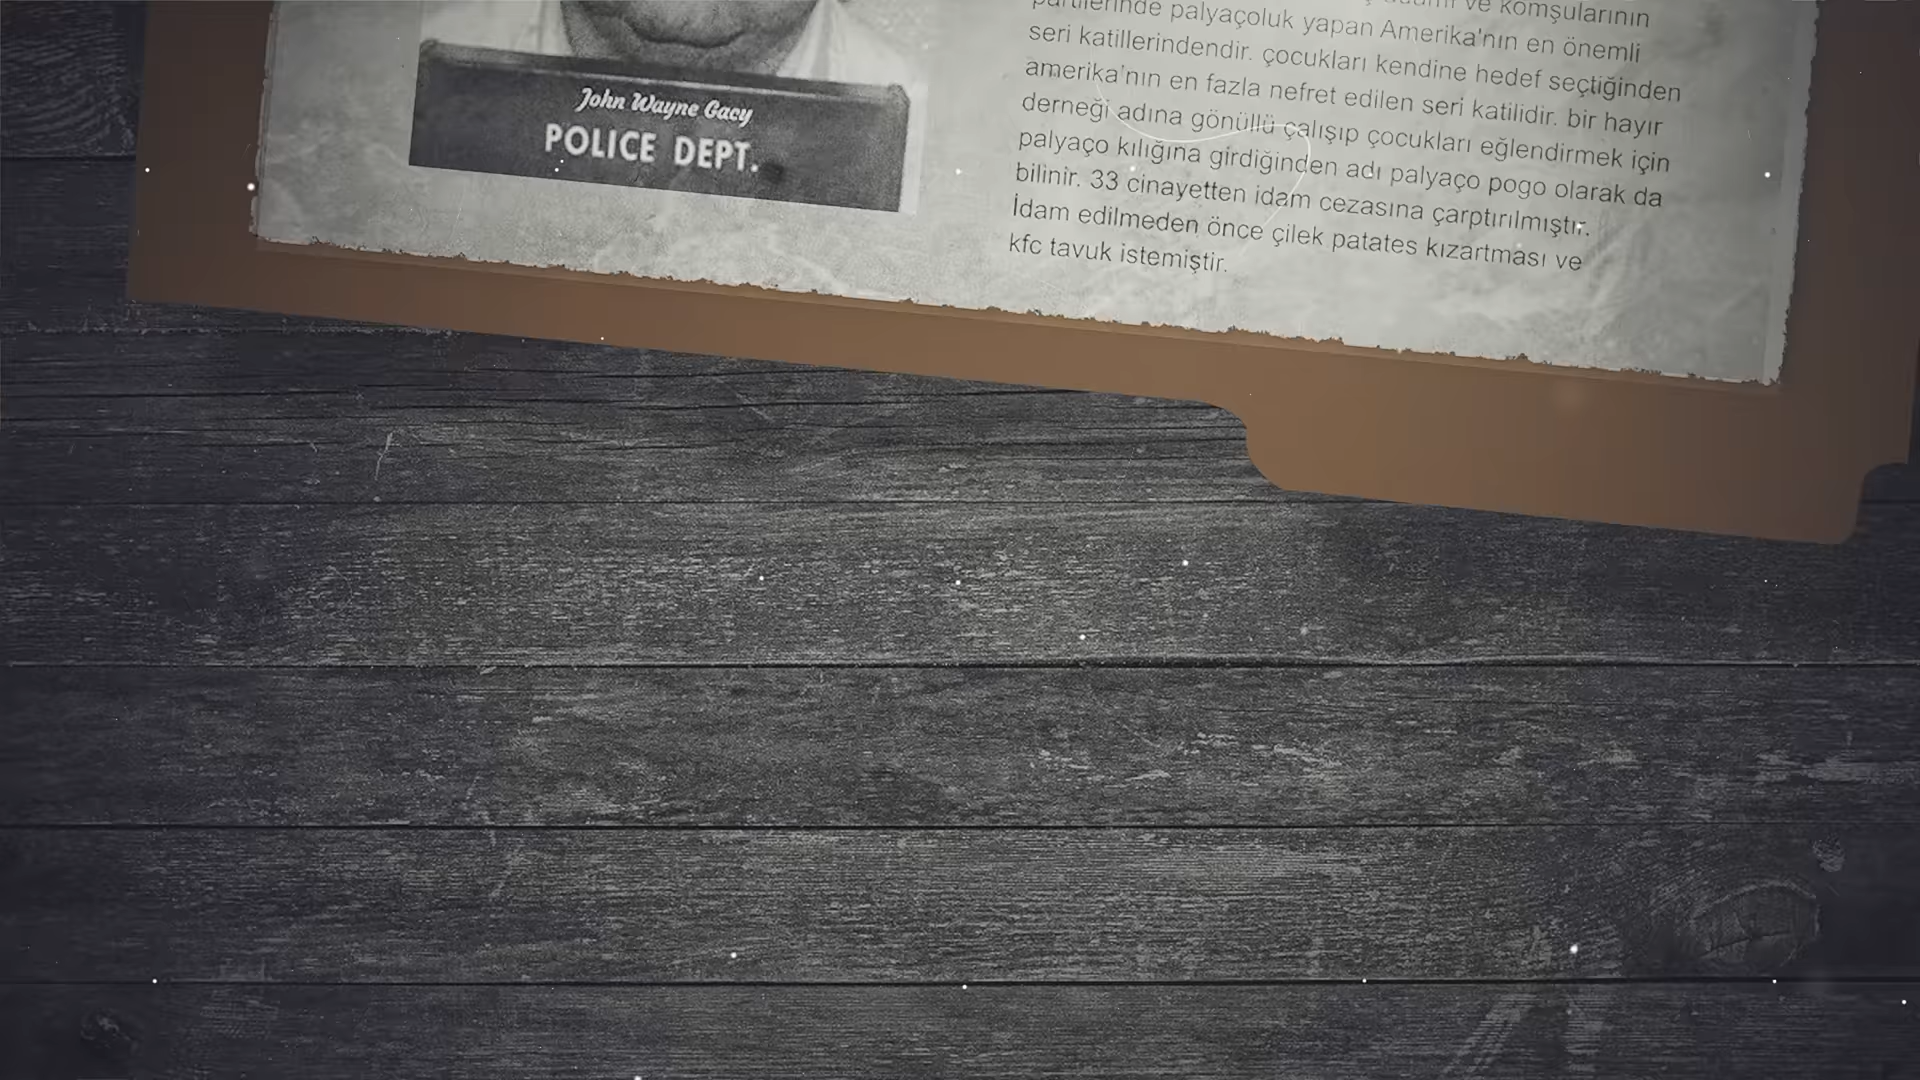 John Wayne Gacy
POLICE DEPT.
ve komşularının
partilerinde palyaçoluk yapan Amerika'nın en önemli
seri katillerindendir. çocukları kendine hedef seçtiğinden
amerika'nın en fazla nefret edilen seri katilidir. bir hayır
derneği adına gönüllü çalışıp çocukları eğlendirmek için
palyaço kılığına girdiğinden adı palyaço pogo olarak da
bilinir. 33 cinayetten idam cezasına çarptırılmıştır.
İdam edilmeden önce çilek patates kızartması ve
kfc tavuk istemiştir.